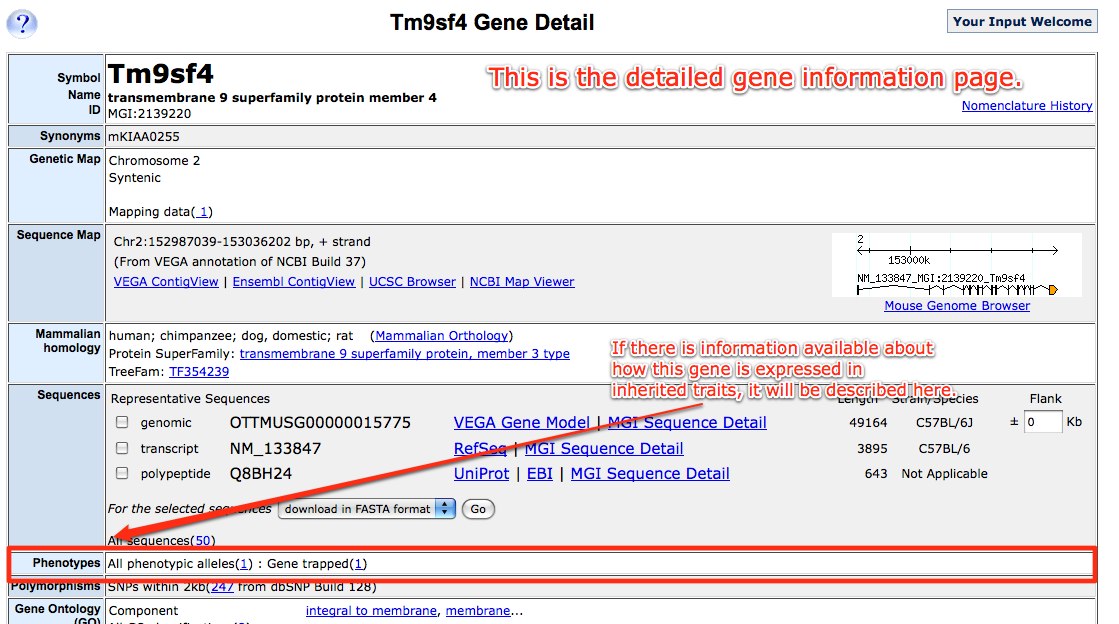 ?
Tm9sf4 Gene Detail
Your Input Welcome
Symbol
Name
ID
Tm9sf4
transmembrane 9 superfamily protein member 4
MGI:2139220
This is the detailed gene information page.
Nomenclature History
Synonyms
mKIAA0255
Genetic Map
Chromosome 2
Syntenic
Mapping data( 1)
Sequence Map
Chr2:152987039-153036202 bp, + strand
(From VEGA annotation of NCBI Build 37)
VEGA ContigView | Ensembl ContigView | UCSC Browser | NCBI Map Viewer
2
153000k
NM_133847_MGI:2139220_Tm9sf4
Mouse Genome Browser
Mammalian
homology
human; chimpanzee; dog, domestic; rat (Mammalian Orthology)
Protein SuperFamily: transmembrane 9 superfamily protein, member 3 type
TreeFam: TF354239
If there is information available about
how this gene is expressed in
inherited traits, it will be described here.
Sequences
Representative Sequences Length Strain/Species Flank
genomic OTTMUSG00000015775 VEGA Gene Model | MGI Sequence Detail 49164 C57BL/6J ± 0 Kb
transcript NM_133847 RefSeq | MGI Sequence Detail 3895 C57BL/6
polypeptide Q8BH24 UniProt | EBI | MGI Sequence Detail 643 Not Applicable
For the selected sequences download in FASTA format Go
All sequences(50)
Phenotypes
All phenotypic alleles(1) : Gene trapped(1)
Polymorphisms
SNPs within 2kb(247 from dbSNP Build 128)
Gene Ontology
(GO)
Component integral to membrane, membrane...